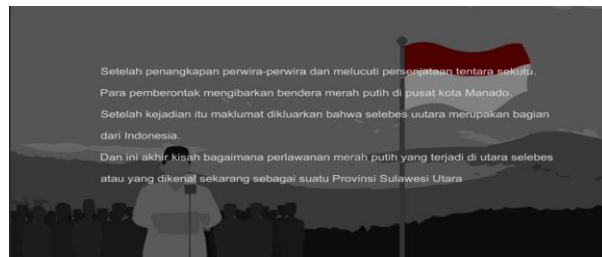 Setelah penangkapan perwira-perwira dan melucuti persenjataan tentara sekutu.
Para pemberontak mengibarkan bendera merah putih di pusat kota Manado.
Setelah kejadian itu maklumat dikluarkan bahwa selebes uutara merupakan bagian
dari Indonesia.
Dan ini akhir kisah bagaimana perlawanan merah putih yang terjadi di utara selebes
atau yang dikenal sekarang sebagai suatu Provinsi Sulawesi Utara